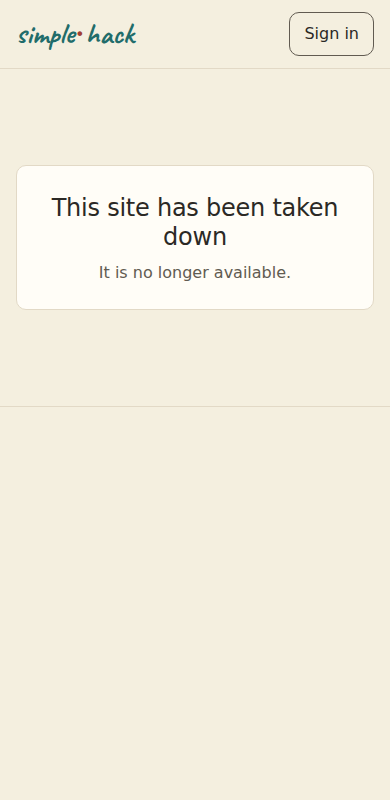 simple•hack
Sign in
This site has been taken
down
It is no longer available.